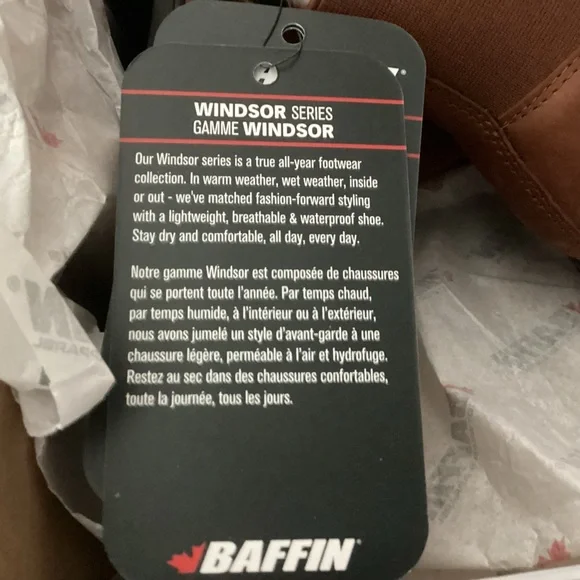 WINDSOR SERIES
GAMME WINDSOR
Our Windsor series is a true all-year footwear
collection. In warm weather, wet weather, inside
or out - we've matched fashion-forward styling
with a lightweight, breathable & waterproof shoe.
Stay dry and comfortable, all day, every day.
Notre gamme Windsor est composée de chaussures
qui se portent toute l'année. Par temps chaud,
par temps humide, à l'intérieur ou à l'extérieur,
nous avons jumelé un style d'avant-garde à une
chaussure légère, perméable à l'air et hydrofuge.
Restez au sec dans des chaussures confortables,
toute la journée, tous les jours.
BAFFIN